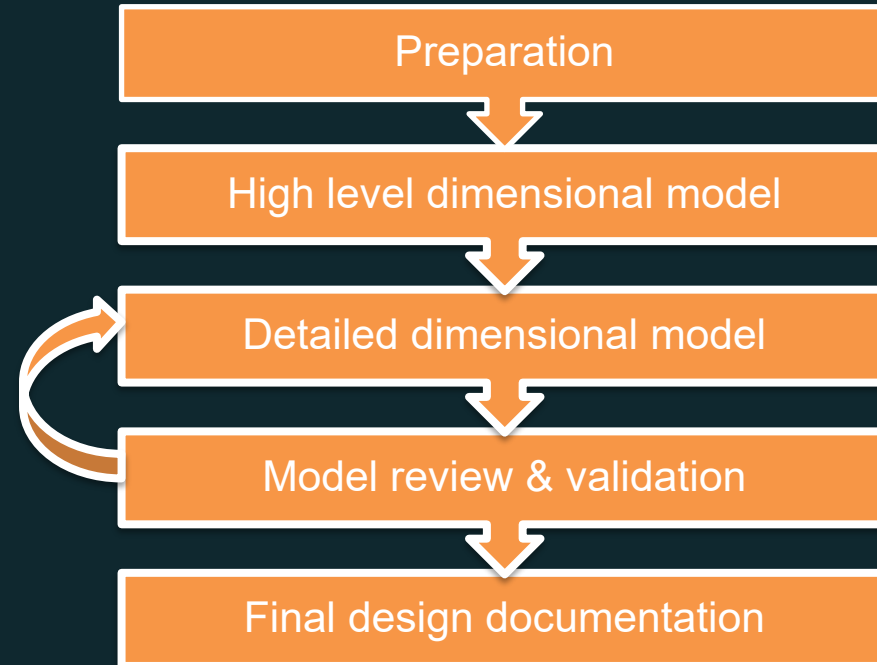 Preparation
High level dimensional model
Detailed dimensional model
Model review & validation
Final design documentation